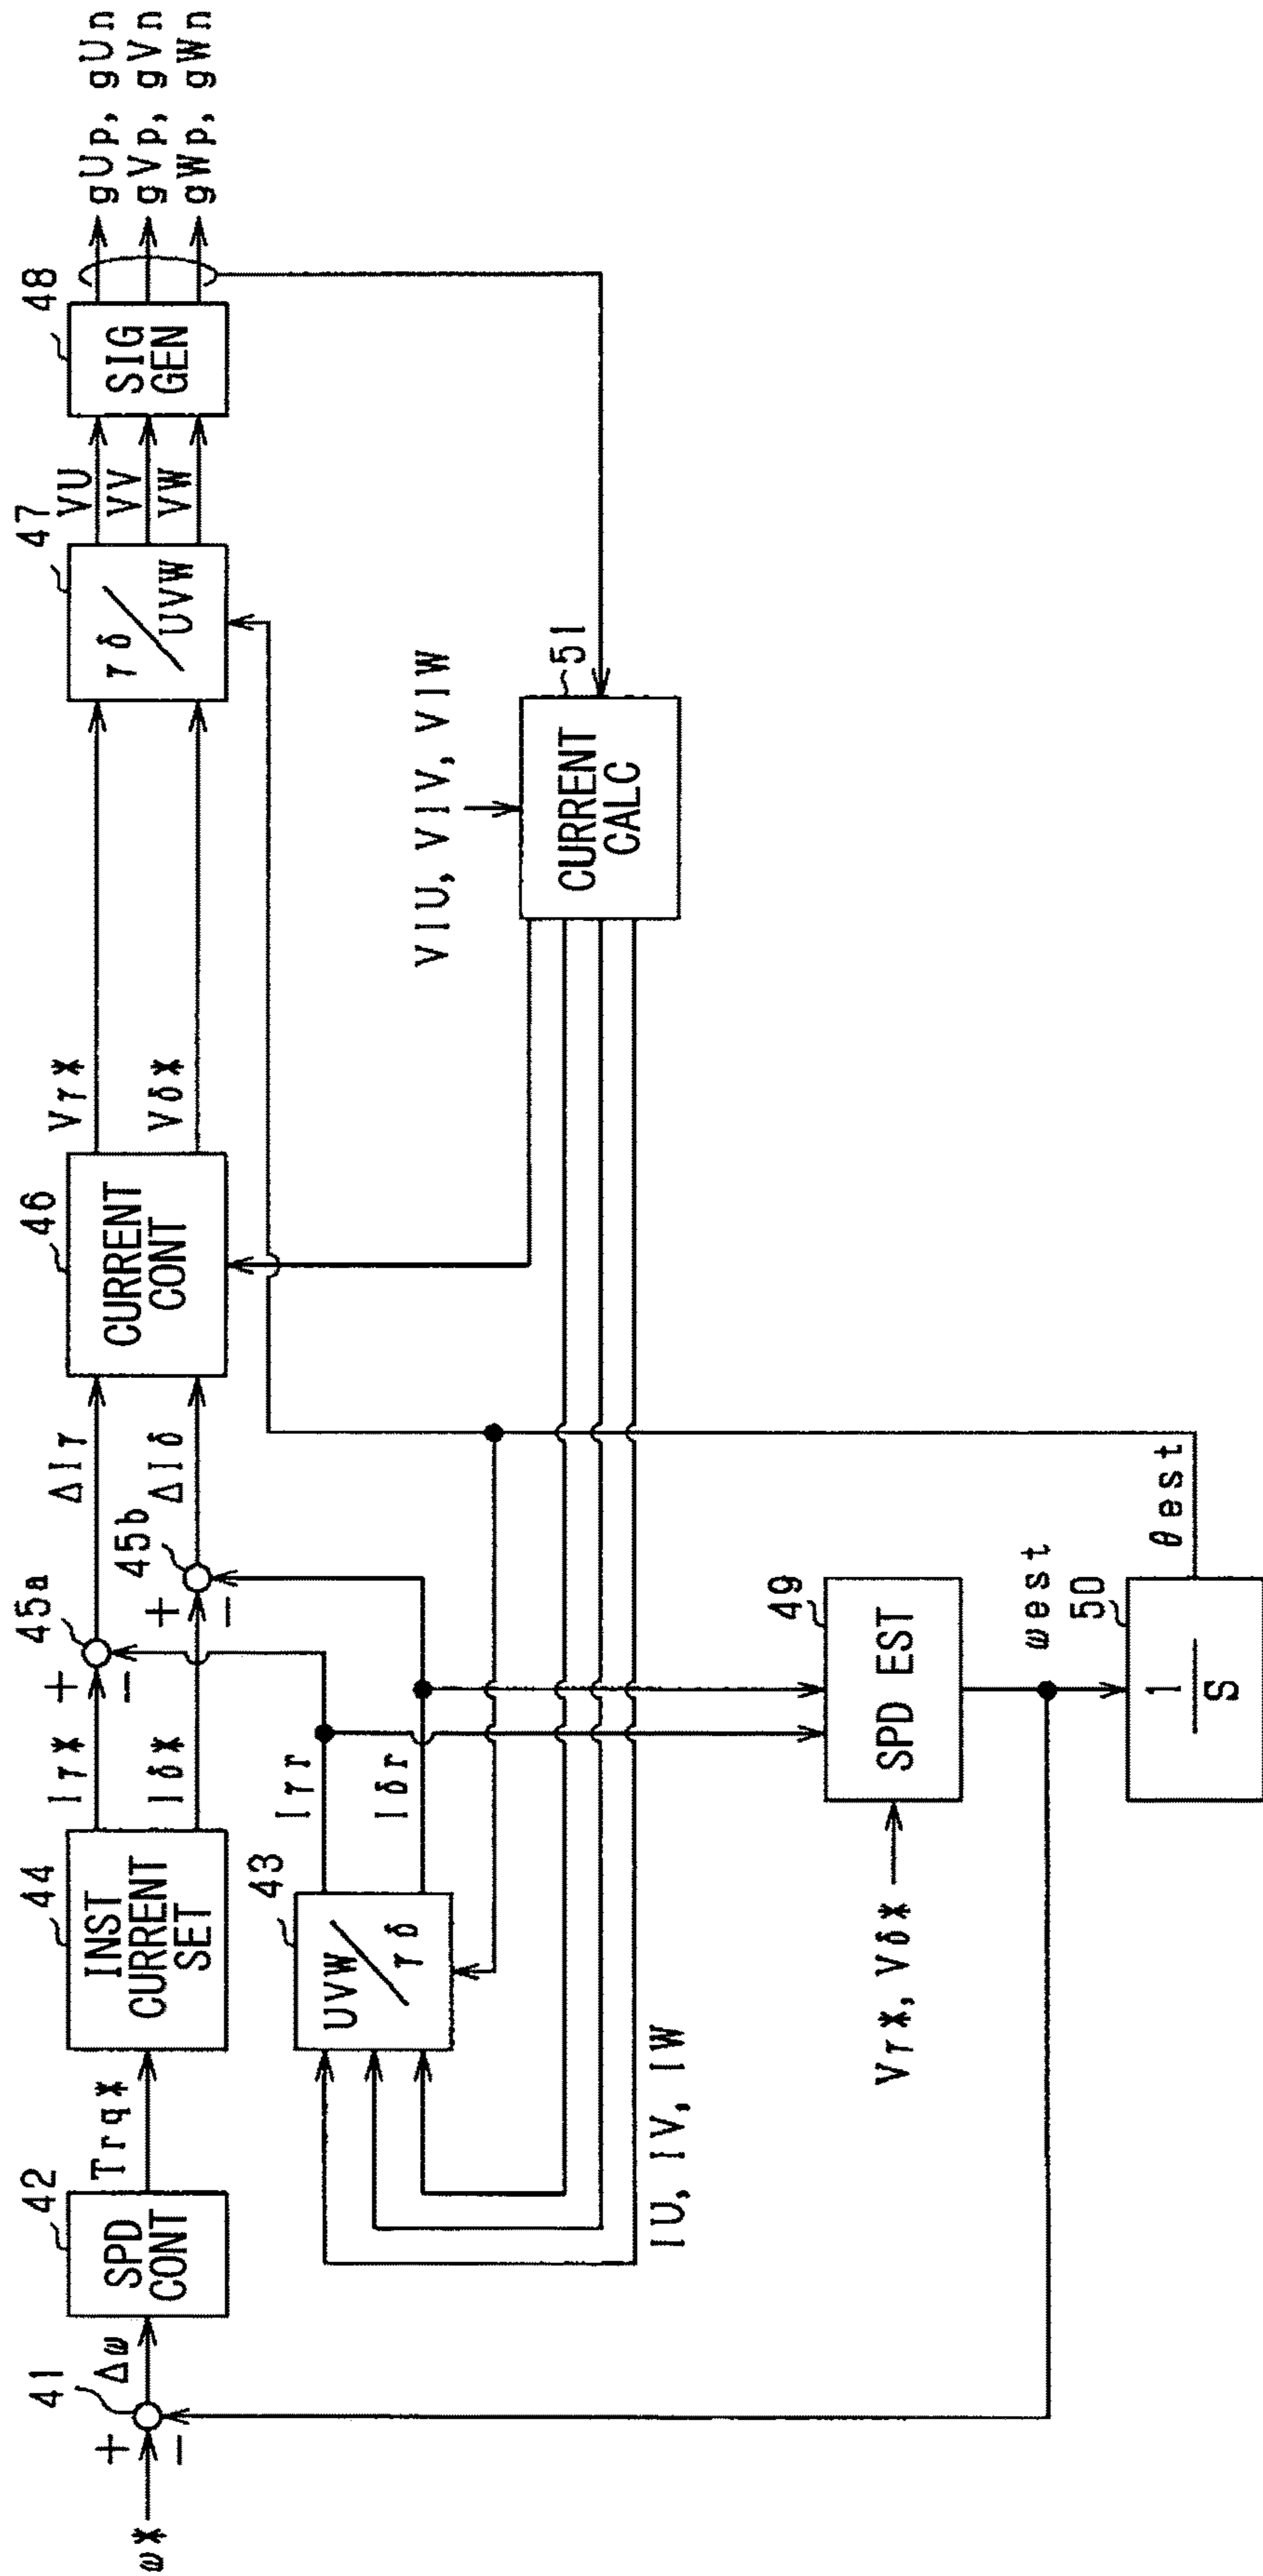 ω*
+
−
41
Δω
42
SPD
CONT
Trq*
44
INST
CURRENT
SET
Iγ*
Iδ*
+
−
45a
+
−
45b
ΔIγ
ΔIδ
46
CURRENT
CONT
Vγ*
Vδ*
47
γδ
UVW
VU
VV
VW
48
SIG
GEN
gUp, gUn
gVp, gVn
gWp, gWn
43
UVW
γδ
Iγr
Iδr
VIU, VIV, VIW
51
CURRENT
CALC
IU, IV, IW
Vγ*, Vδ*
49
SPD EST
ωest
50
1
S
θest